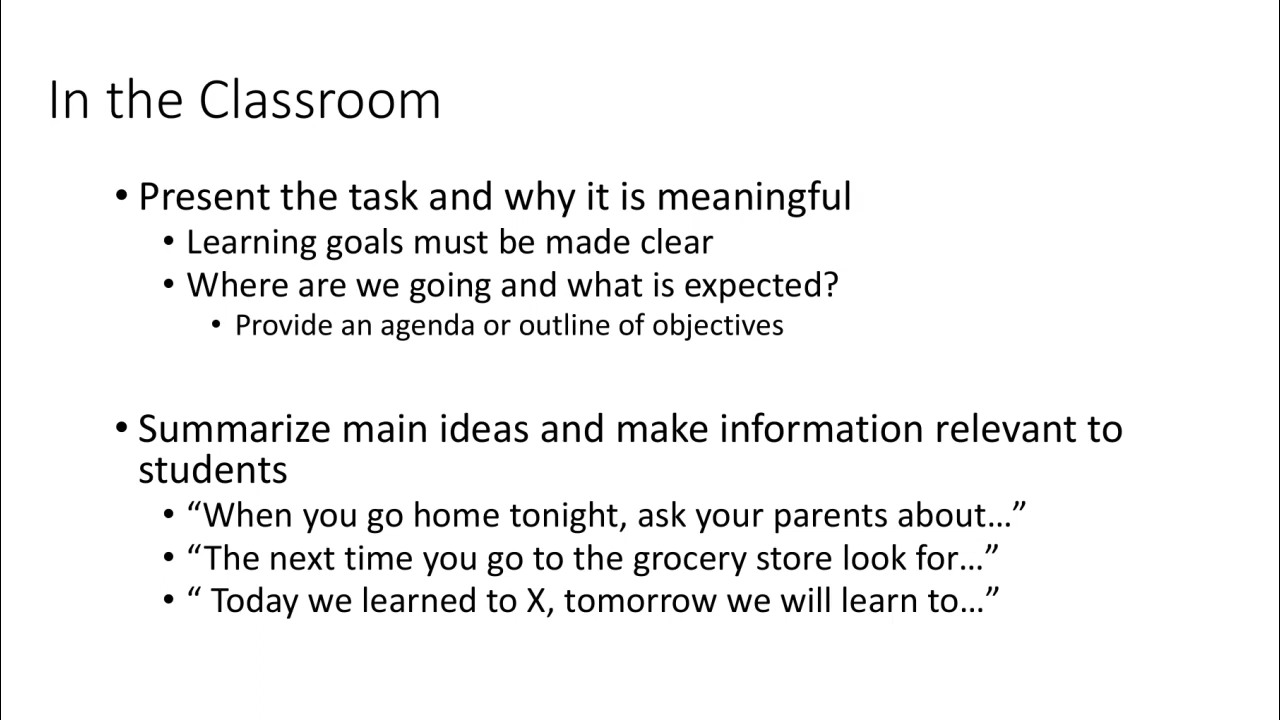 In the Classroom
• Present the task and why it is meaningful
• Learning goals must be made clear
• Where are we going and what is expected?
• Provide an agenda or outline of objectives
• Summarize main ideas and make information relevant to
students
• “When you go home tonight, ask your parents about…”
• “The next time you go to the grocery store look for…”
• “ Today we learned to X, tomorrow we will learn to…”